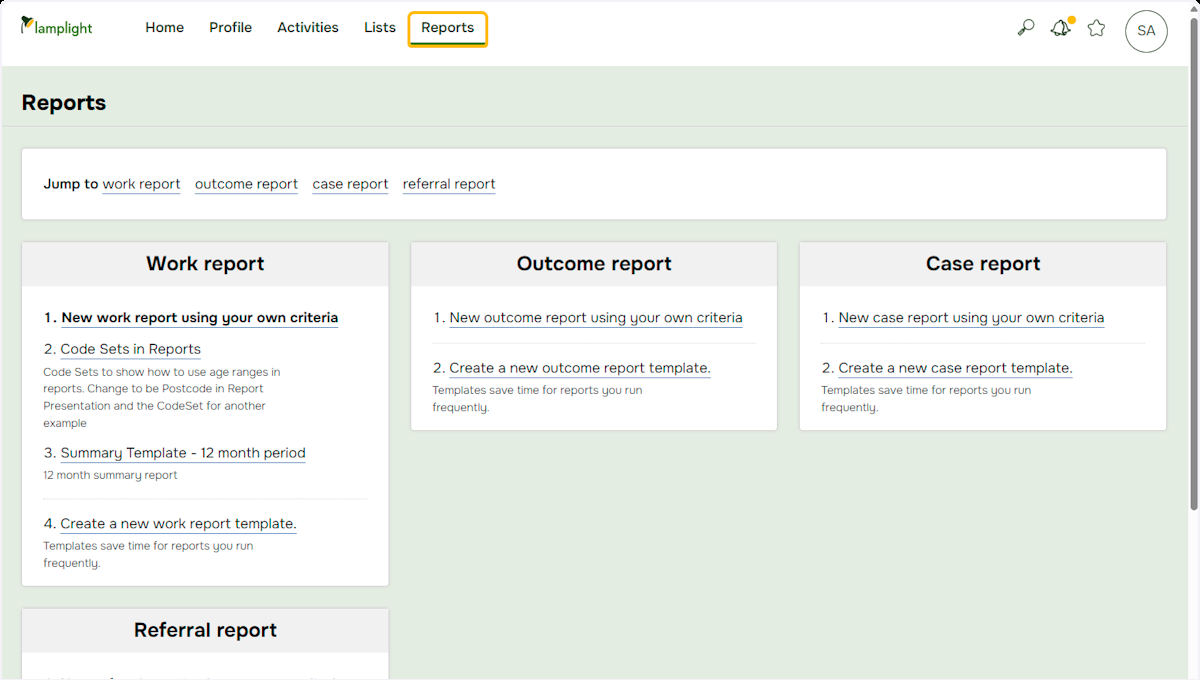 lamplight
Home Profile Activities Lists Reports
SA
Reports
Jump to work report outcome report case report referral report
Work report
1. New work report using your own criteria
2. Code Sets in Reports
Code Sets to show how to use age ranges in
reports. Change to be Postcode in Report
Presentation and the CodeSet for another
example
3. Summary Template - 12 month period
12 month summary report
4. Create a new work report template.
Templates save time for reports you run
frequently.
Outcome report
1. New outcome report using your own criteria
2. Create a new outcome report template.
Templates save time for reports you run
frequently.
Case report
1. New case report using your own criteria
2. Create a new case report template.
Templates save time for reports you run
frequently.
Referral report